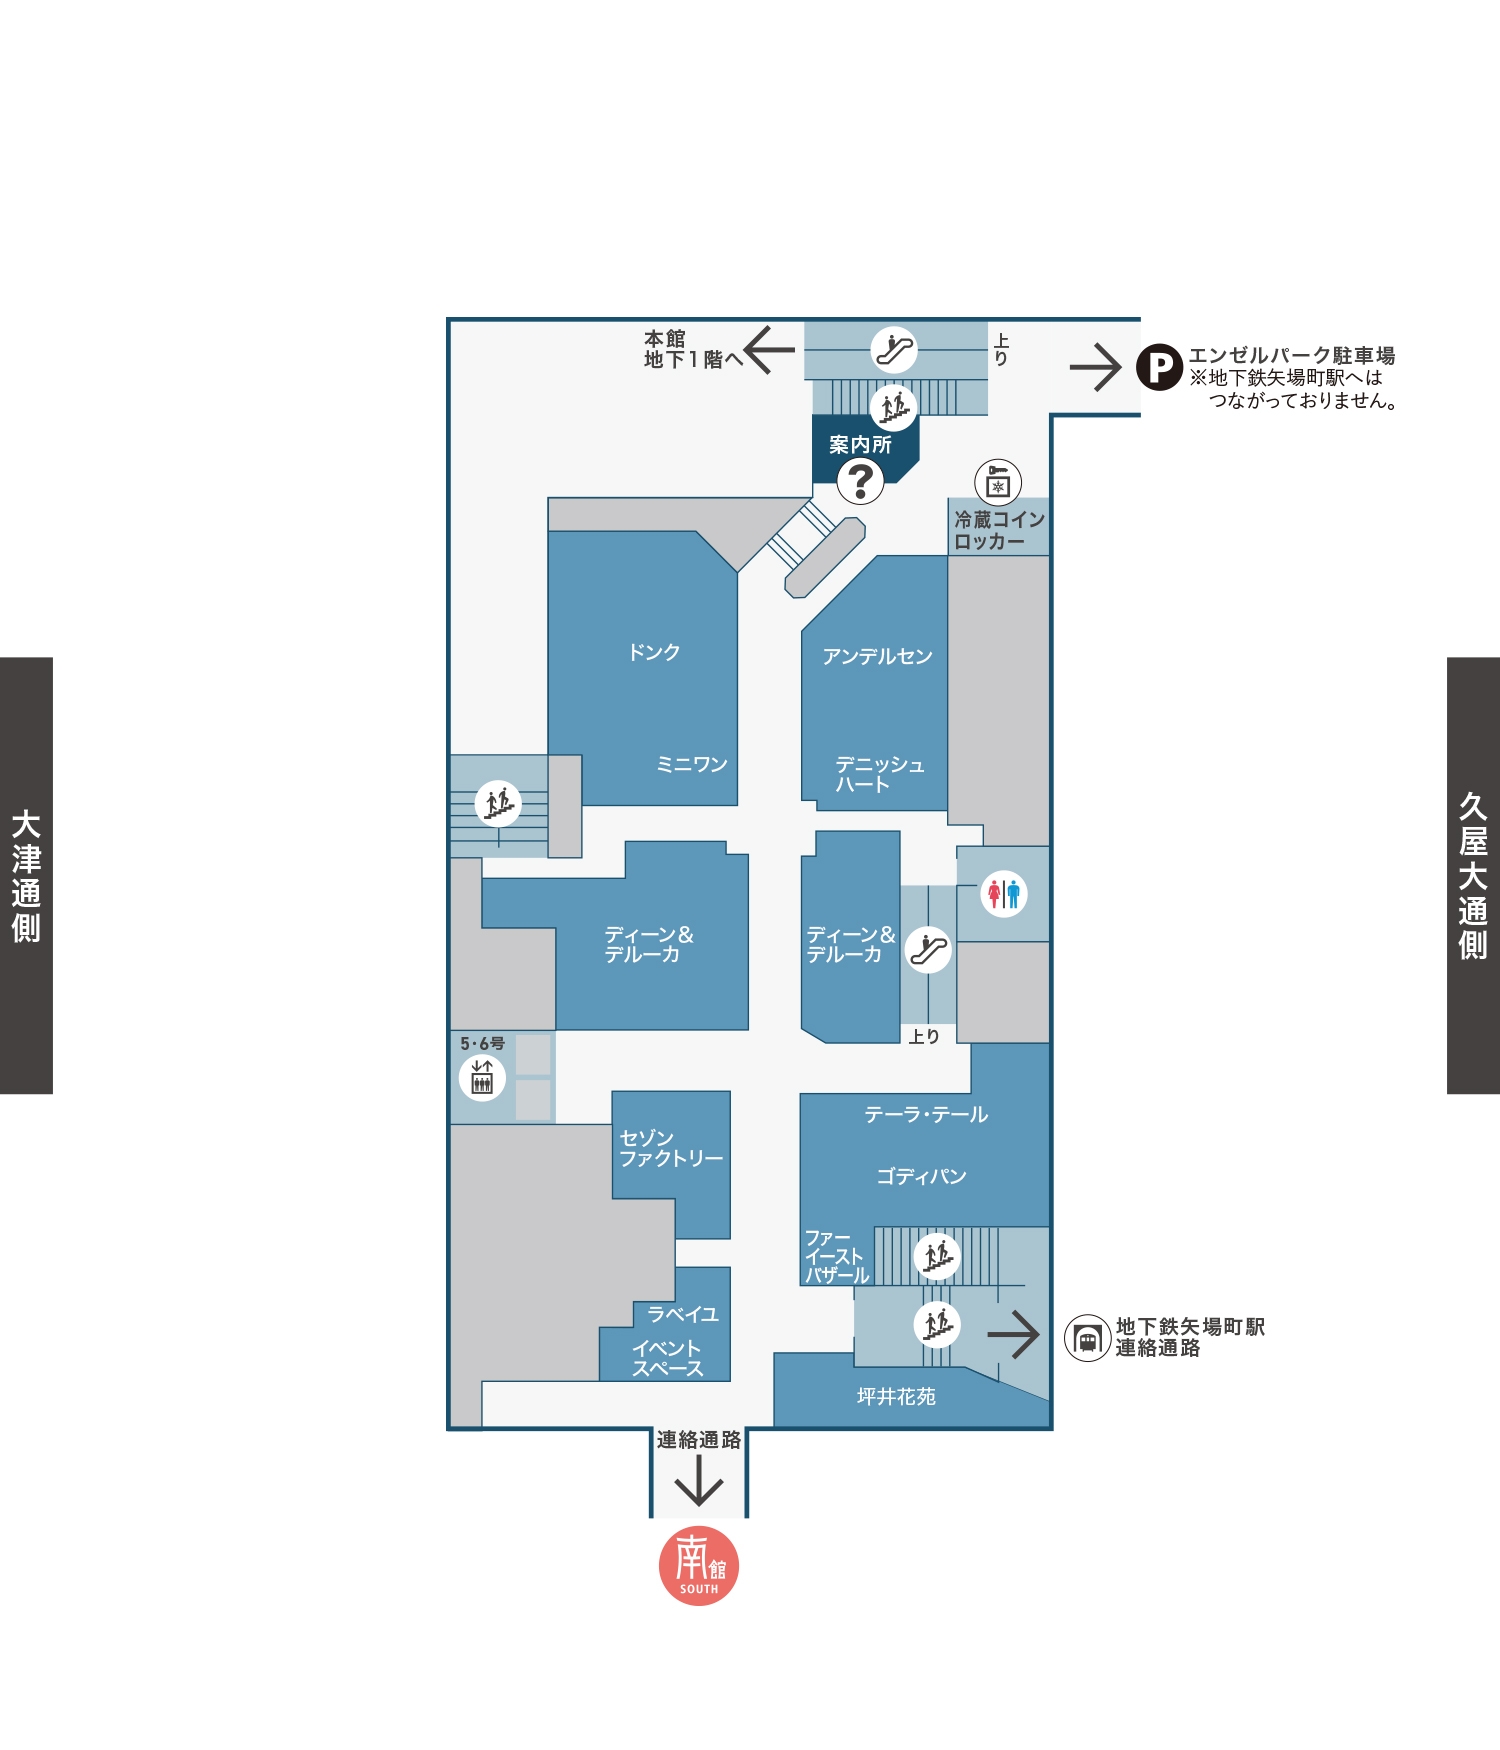 本館
地下1階へ
上り
P
エンゼルパーク駐車場
※地下鉄矢場町駅へは
つながっておりません。
案内所
?
冷蔵コイン
ロッカー
ドンク
アンデルセン
ミニワン
デニッシュ
ハート
大津通側
久屋大通側
ディーン&
デルーカ
ディーン&
デルーカ
上り
5・6号
セゾン
ファクトリー
テーラ・テール
ゴディパン
ファー
イースト
バザール
ラベイユ
イベント
スペース
地下鉄矢場町駅
連絡通路
坪井花苑
連絡通路
南館
SOUTH